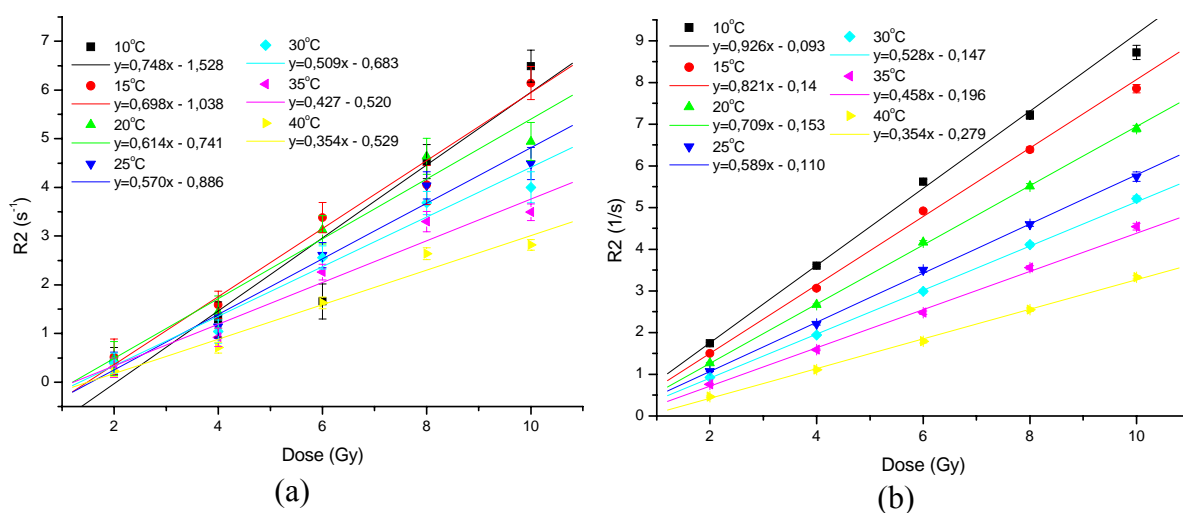 7
6
5
4
3
2
1
0
R2 (s⁻¹)
10°C
y=0,748x - 1,528
15°C
y=0,698x - 1,038
20°C
y=0,614x - 0,741
25°C
y=0,570x - 0,886
30°C
y=0,509x - 0,683
35°C
y=0,427 - 0,520
40°C
y=0,354x - 0,529
2 4 6 8 10
Dose (Gy)
(a)
9
8
7
6
5
4
3
2
1
0
R2 (1/s)
10°C
y=0,926x - 0,093
15°C
y=0,821x - 0,14
20°C
y=0,709x - 0,153
25°C
y=0,589x - 0,110
30°C
y=0,528x - 0,147
35°C
y=0,458x - 0,196
40°C
y=0,354x - 0,279
2 4 6 8 10
Dose (Gy)
(b)